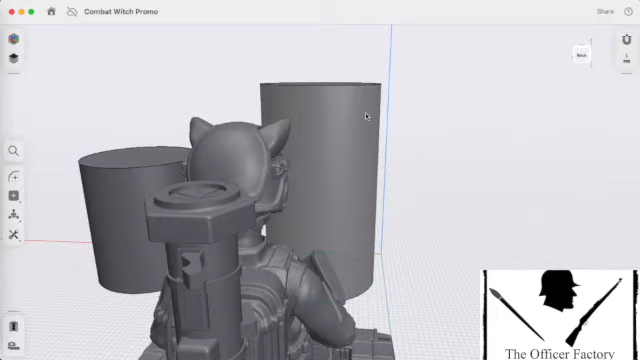 Combat Witch Promo
Share
The Officer Factory